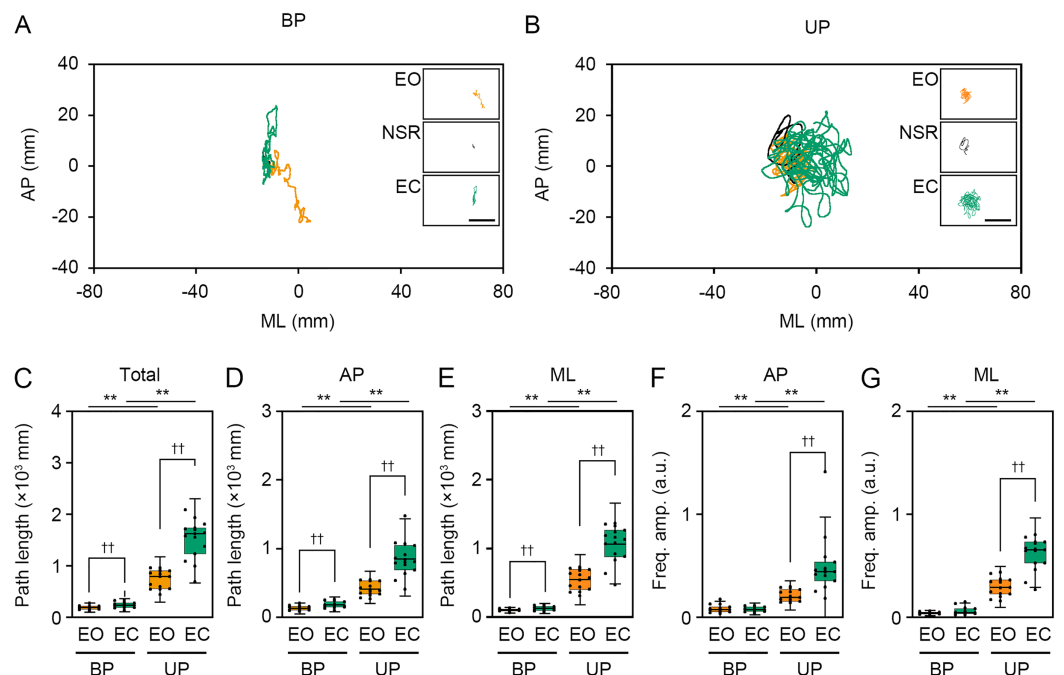 A
BP
AP (mm)
40
20
0
-20
-40
-80
-40
0
40
80
ML (mm)
EO
NSR
EC
B
UP
AP (mm)
40
20
0
-20
-40
-80
-40
0
40
80
ML (mm)
EO
NSR
EC
C
Total
** **
Path length (×10³ mm)
4
3
2
1
0
††
††
EO EC EO EC
BP UP
D
AP
** **
Path length (×10³ mm)
3
2
1
0
††
††
EO EC EO EC
BP UP
E
ML
** **
Path length (×10³ mm)
3
2
1
0
††
††
EO EC EO EC
BP UP
F
AP
** **
Freq. amp. (a.u.)
2
1
0
††
EO EC EO EC
BP UP
G
ML
** **
Freq. amp. (a.u.)
2
1
0
††
EO EC EO EC
BP UP